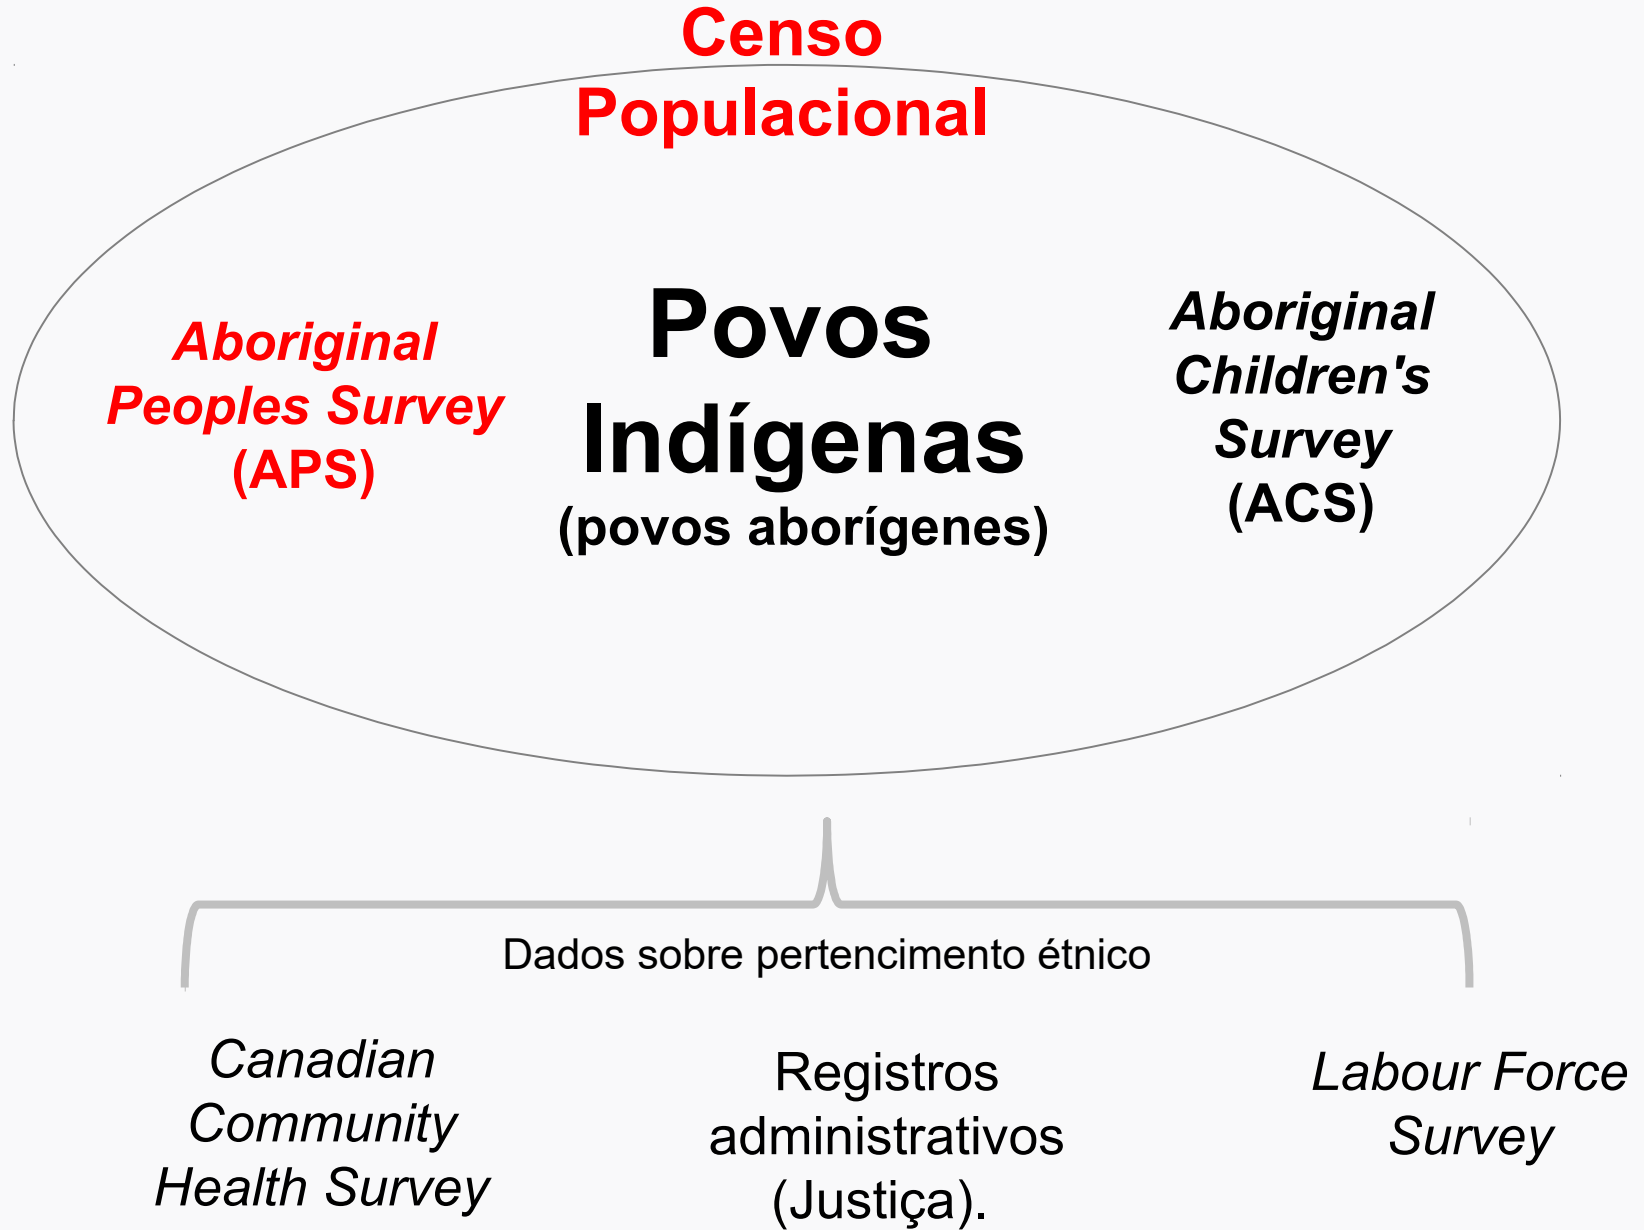 Censo
Populacional
Aboriginal
Peoples Survey
(APS)
Povos
Indígenas
(povos aborígenes)
Aboriginal
Children's
Survey
(ACS)
Dados sobre pertencimento étnico
Canadian
Community
Health Survey
Registros
administrativos
(Justiça).
Labour Force
Survey